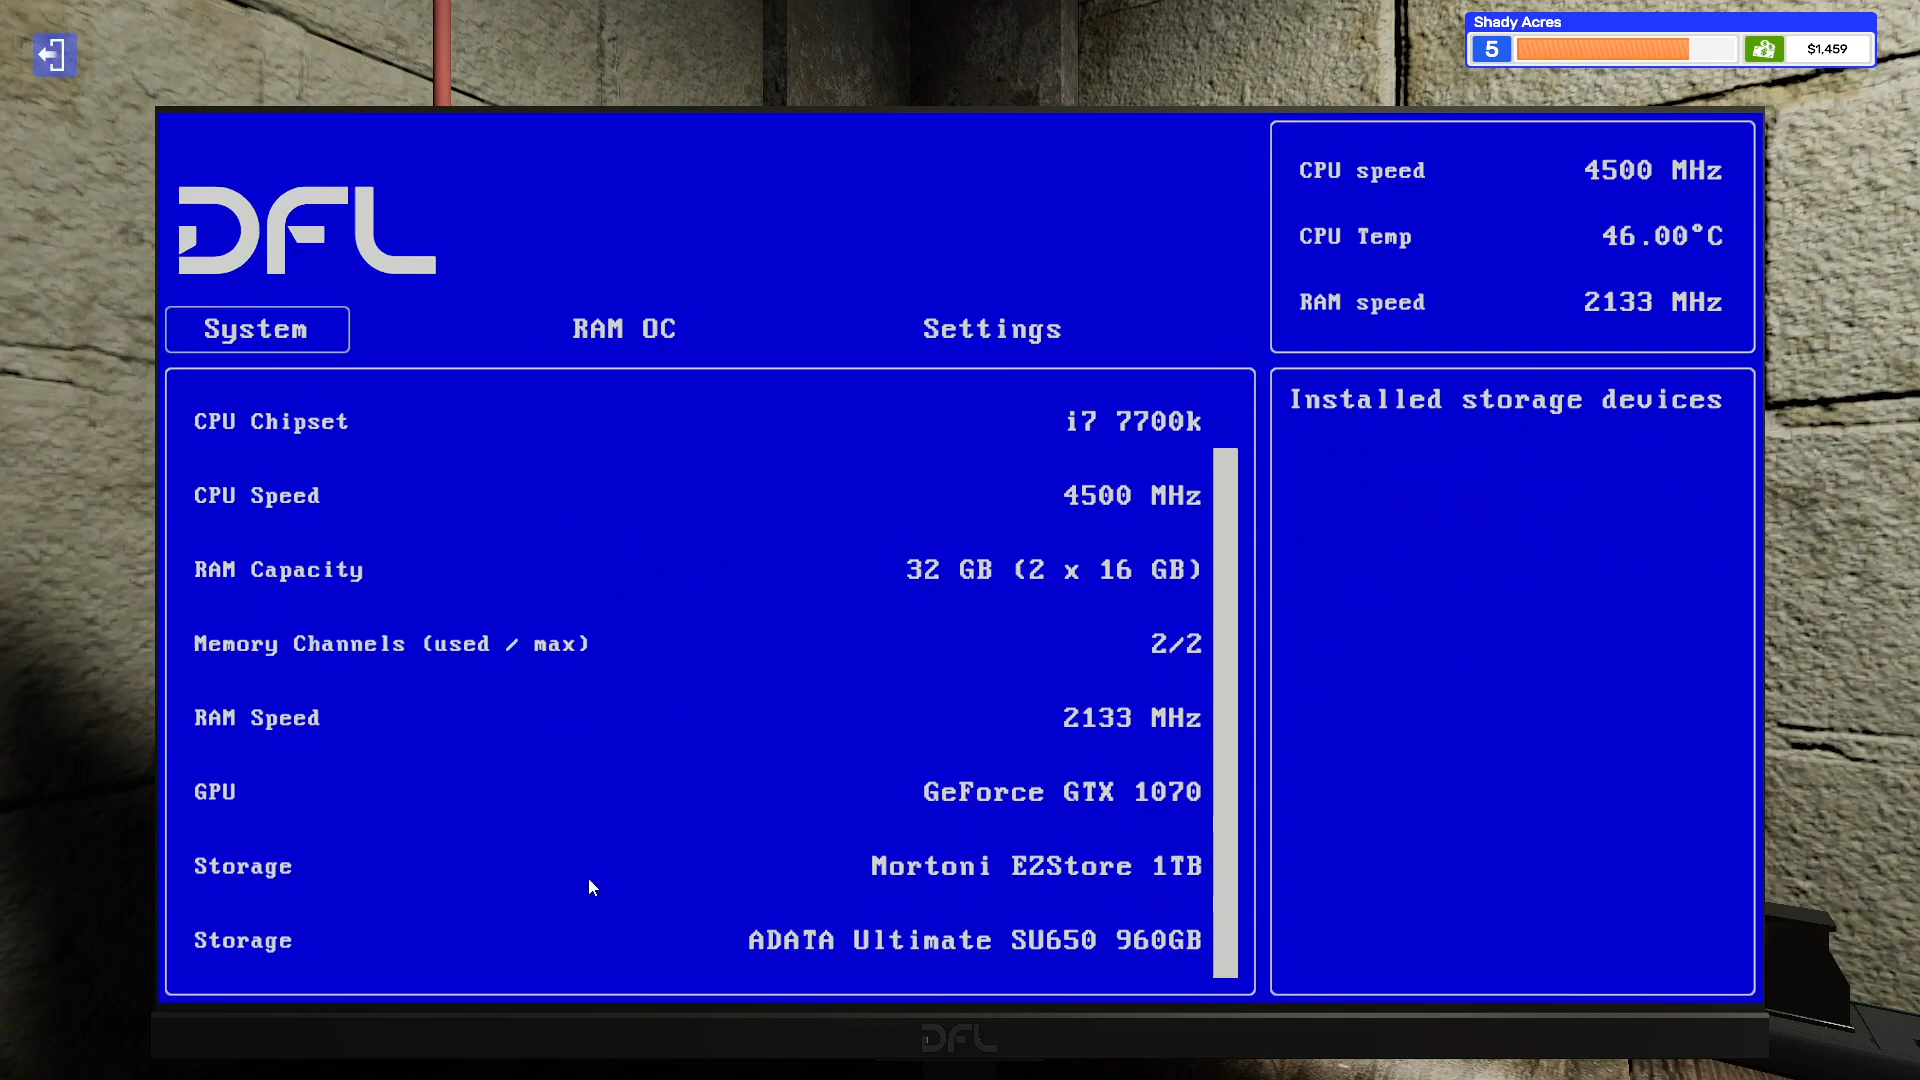 Shady Acres
5
$1,459
DFL
CPU speed 4500 MHz
CPU Temp 46.00°C
RAM speed 2133 MHz
System RAM OC Settings
CPU Chipset i7 7700k
CPU Speed 4500 MHz
RAM Capacity 32 GB (2 x 16 GB)
Memory Channels (used / max) 2/2
RAM Speed 2133 MHz
GPU GeForce GTX 1070
Storage Mortoni EZStore 1TB
Storage ADATA Ultimate SU650 960GB
Installed storage devices
DFL